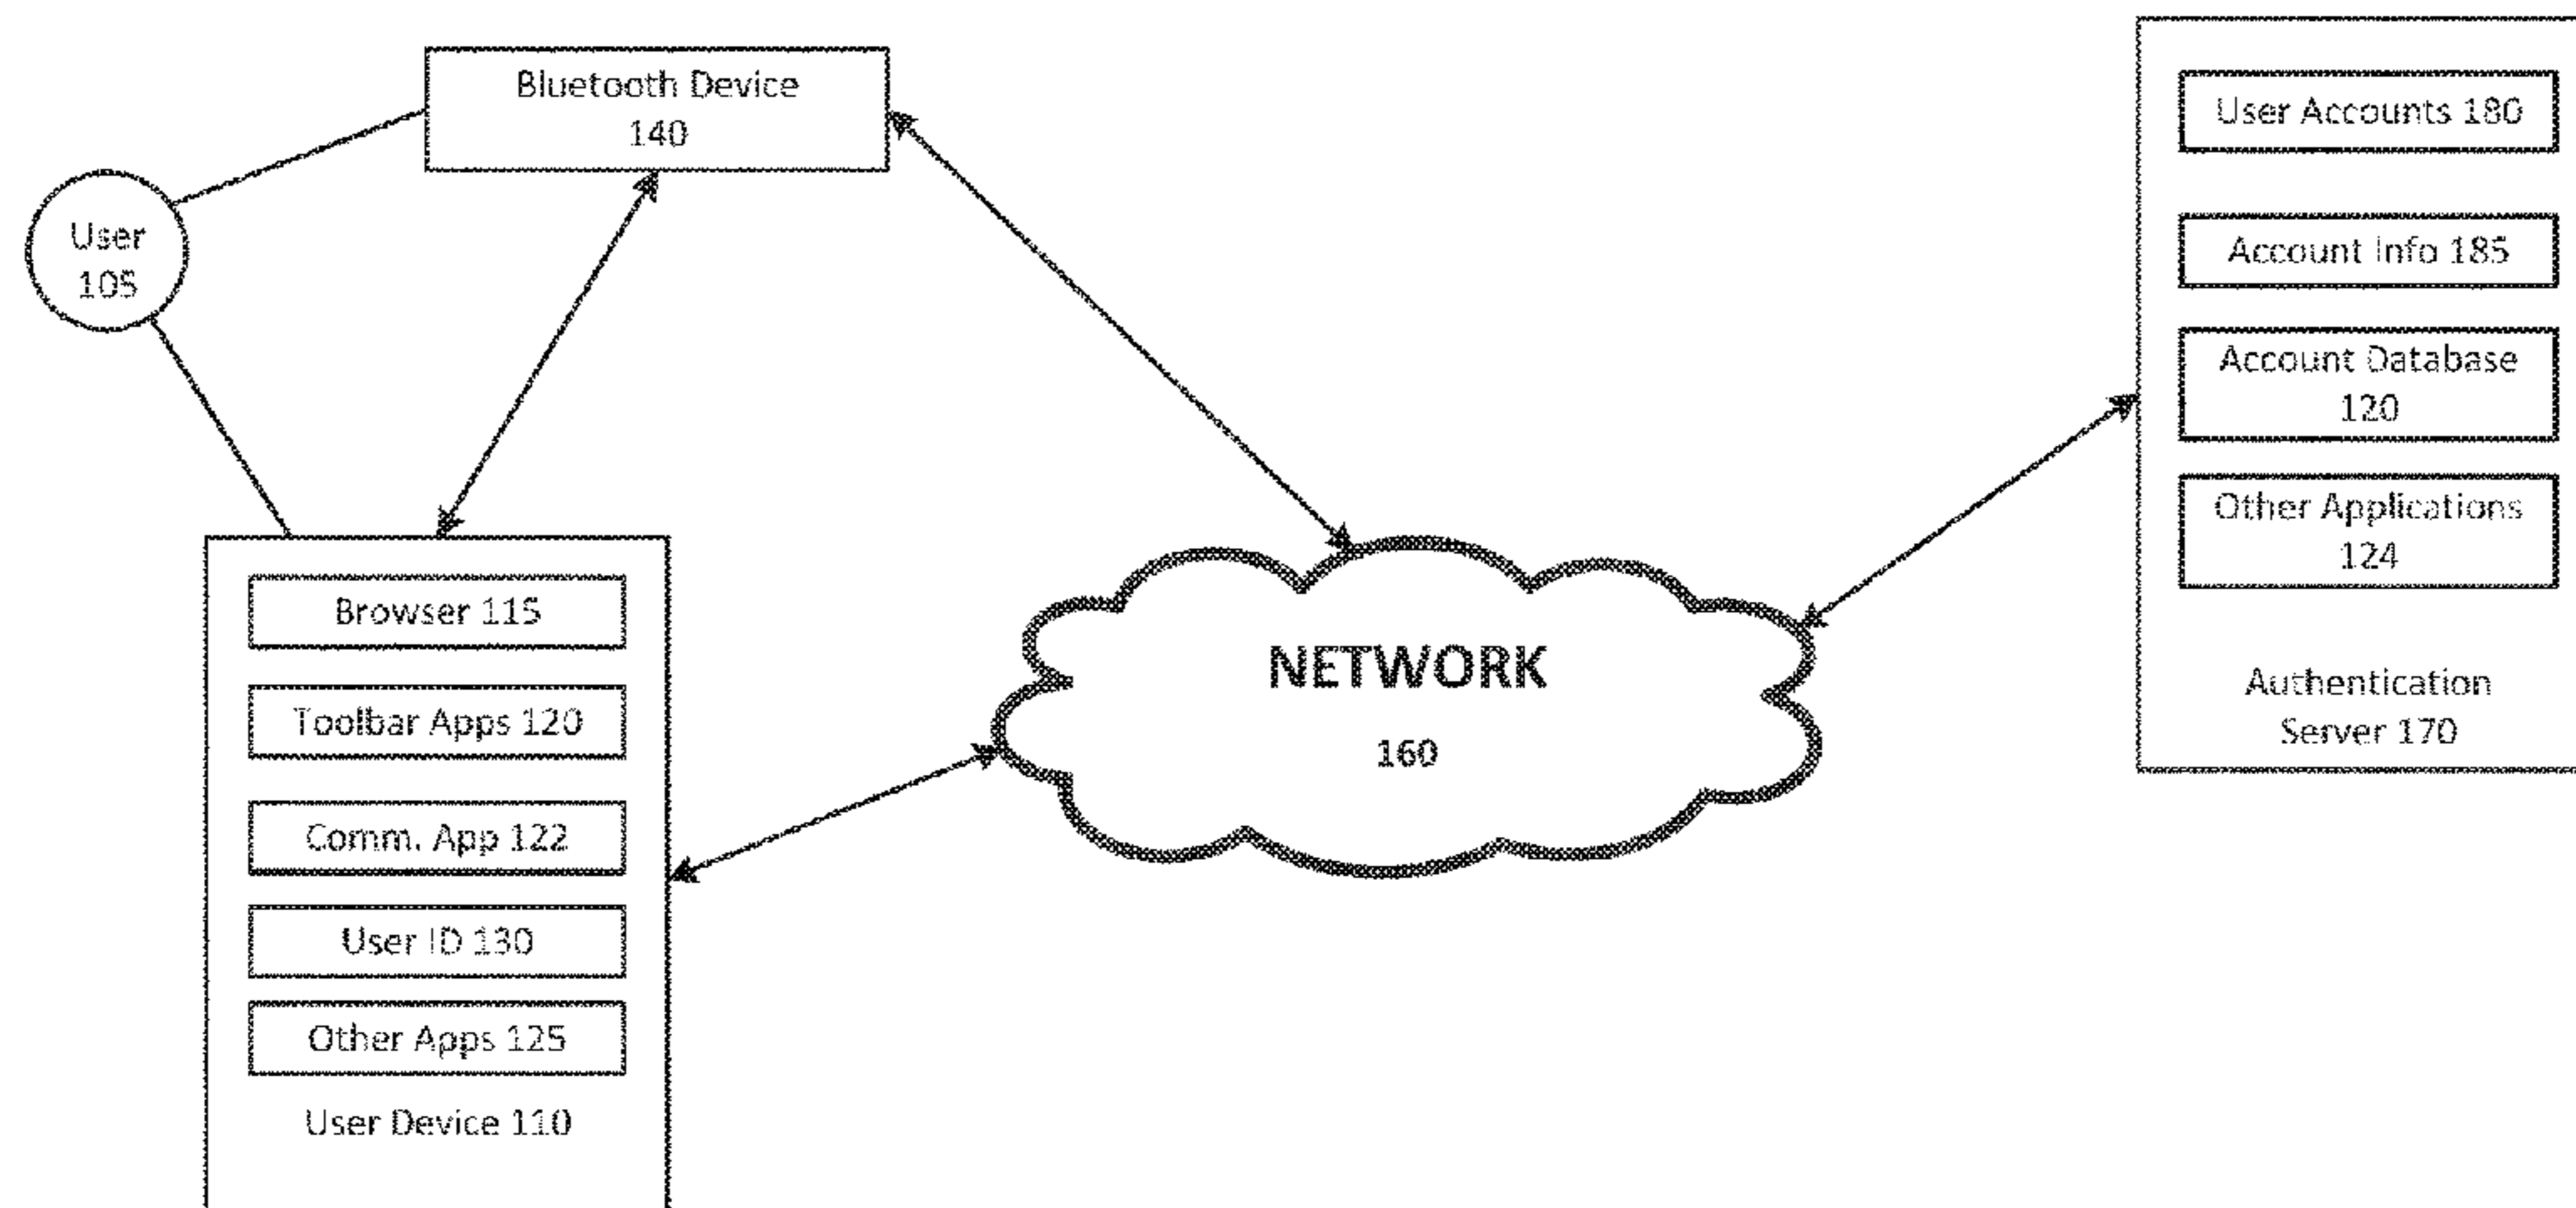 Bluetooth Device
140
User
105
Browser 115
Toolbar Apps 120
Comm. App 122
User ID 130
Other Apps 125
User Device 110
NETWORK
160
User Accounts 180
Account Info 185
Account Database
120
Other Applications
124
Authentication
Server 170